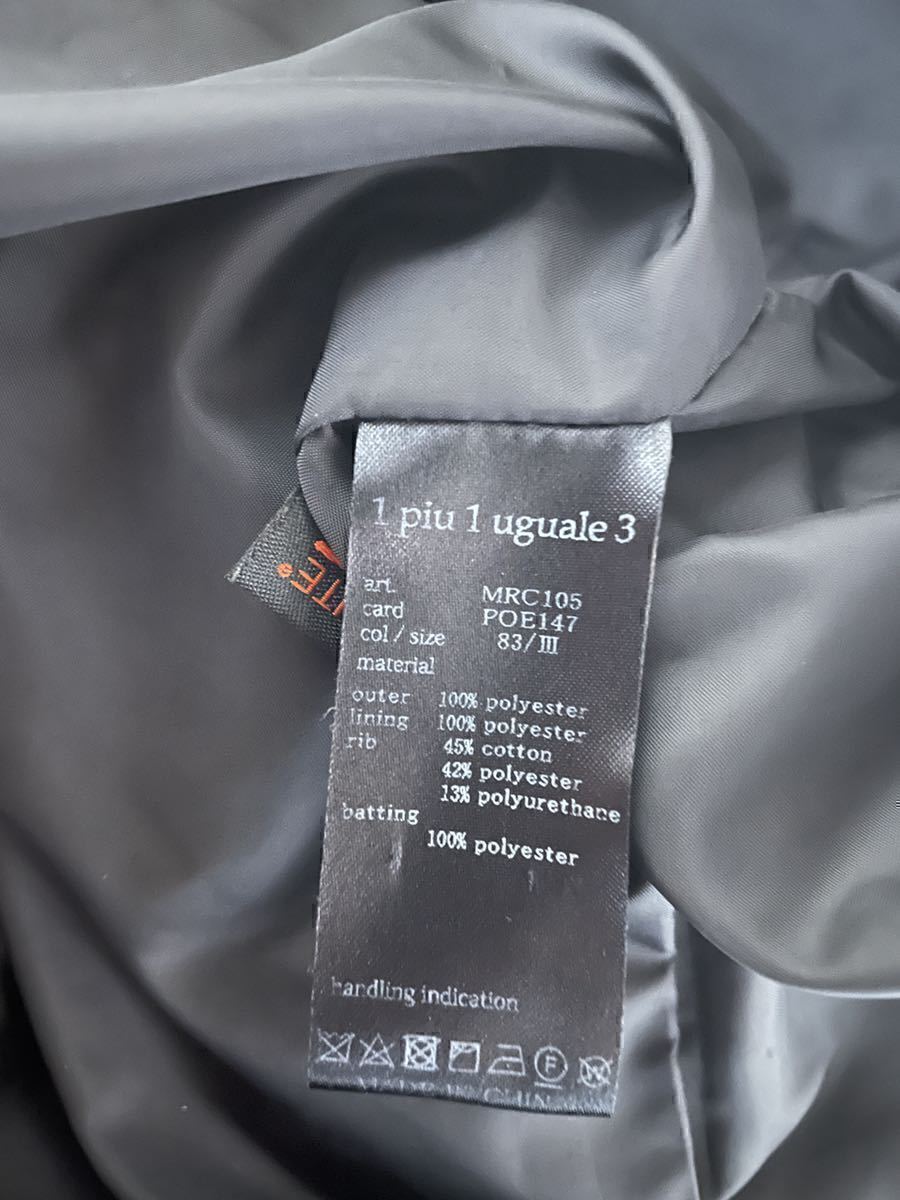 1 piu 1 uguale 3
art. MRC105
card POE147
col / size 83/III
material
outer 100% polyester
lining 100% polyester
rib 45% cotton
42% polyester
13% polyurethane
batting
100% polyester
handling indication
F
W